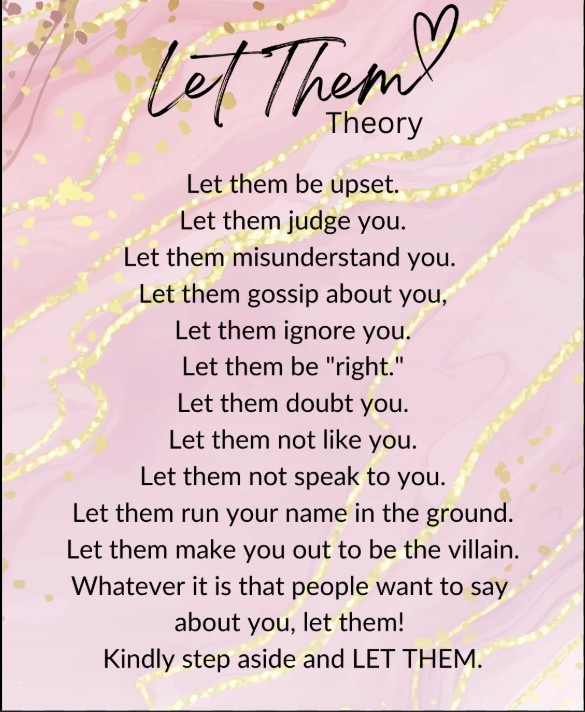 Let Them
Theory
Let them be upset.
Let them judge you.
Let them misunderstand you.
Let them gossip about you,
Let them ignore you.
Let them be "right."
Let them doubt you.
Let them not like you.
Let them not speak to you.
Let them run your name in the ground.
Let them make you out to be the villain.
Whatever it is that people want to say
about you, let them!
Kindly step aside and LET THEM.